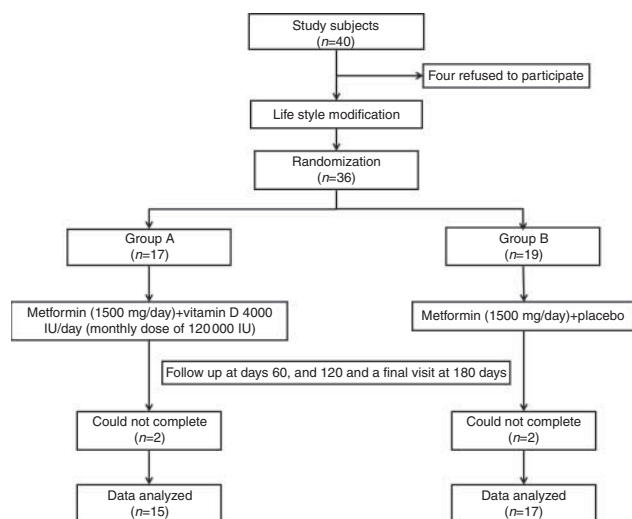 Study subjects
(n=40)
Four refused to participate
Life style modification
Randomization
(n=36)
Group A
(n=17)
Group B
(n=19)
Metformin (1500 mg/day)+vitamin D 4000
IU/day (monthly dose of 120 000 IU)
Metformin (1500 mg/day)+placebo
Follow up at days 60, and 120 and a final visit at 180 days
Could not complete
(n=2)
Could not complete
(n=2)
Data analyzed
(n=15)
Data analyzed
(n=17)